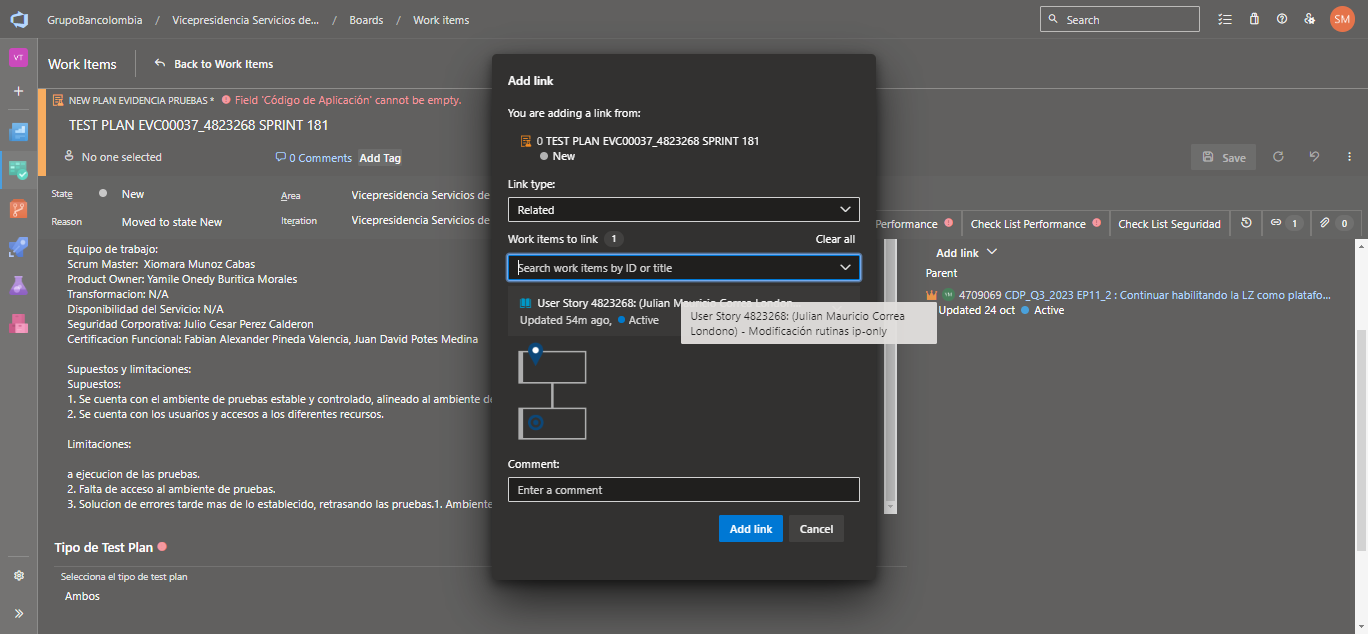 GrupoBancolombia / Vicepresidencia Servicios de... / Boards / Work items
Search
SM
VT
Work Items
Back to Work Items
NEW PLAN EVIDENCIA PRUEBAS * Field 'Código de Aplicación' cannot be empty.
TEST PLAN EVC00037_4823268 SPRINT 181
No one selected
0 Comments
Add Tag
Save
State
New
Area
Vicepresidencia Servicios de
Reason
Moved to state New
Iteration
Vicepresidencia Servicios de
Performance
Check List Performance
Check List Seguridad
1
0
Equipo de trabajo:
Scrum Master: Xiomara Munoz Cabas
Product Owner: Yamile Onedy Buritica Morales
Transformacion: N/A
Disponibilidad del Servicio: N/A
Seguridad Corporativa: Julio Cesar Perez Calderon
Certificacion Funcional: Fabian Alexander Pineda Valencia, Juan David Potes Medina
Supuestos y limitaciones:
Supuestos:
1. Se cuenta con el ambiente de pruebas estable y controlado, alineado al ambiente de
2. Se cuenta con los usuarios y accesos a los diferentes recursos.
Limitaciones:
a ejecucion de las pruebas.
2. Falta de acceso al ambiente de pruebas.
3. Solucion de errores tarde mas de lo establecido, retrasando las pruebas.1. Ambiente
Tipo de Test Plan
Selecciona el tipo de test plan
Ambos
Add link
You are adding a link from:
0 TEST PLAN EVC00037_4823268 SPRINT 181
New
Link type:
Related
Work items to link 1
Clear all
Search work items by ID or title
User Story 4823268: (Julian Mauricio Correa London...
Updated 54m ago, Active
User Story 4823268: (Julian Mauricio Correa
Londono) - Modificación rutinas ip-only
Comment:
Enter a comment
Add link
Cancel
Add link
Parent
4709069 CDP_Q3_2023 EP11_2 : Continuar habilitando la LZ como platafo...
Updated 24 oct Active